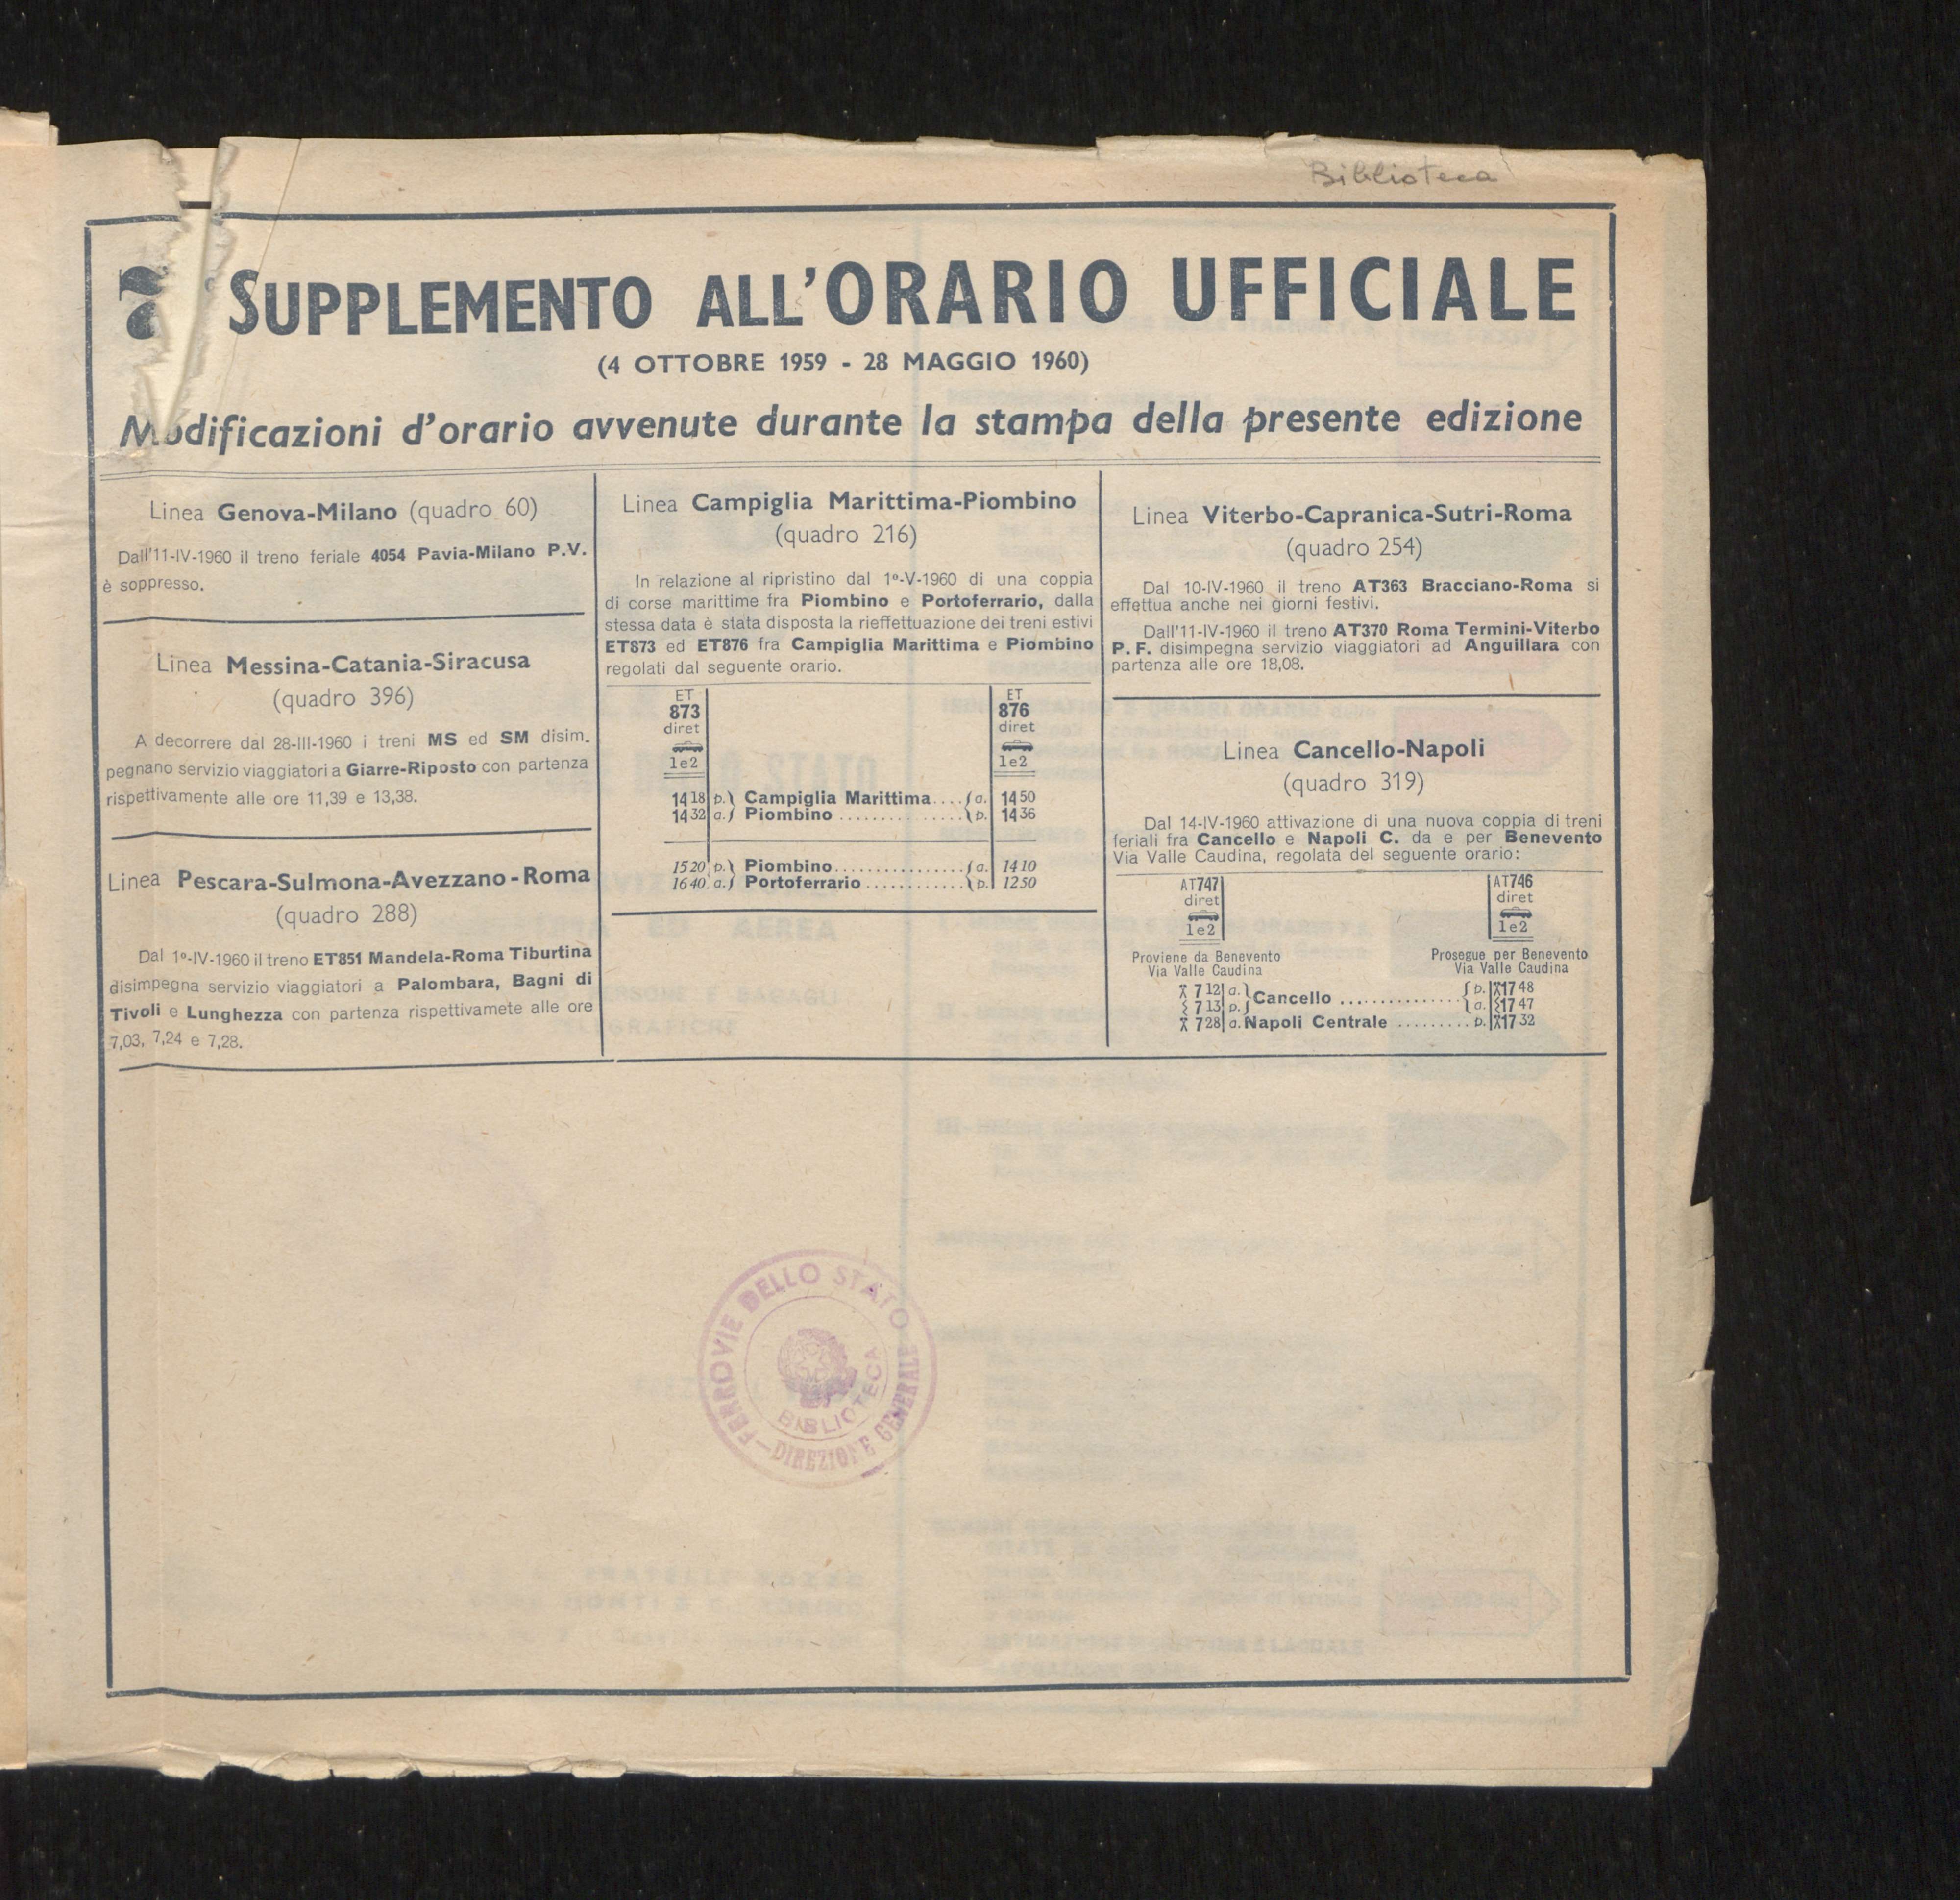 Biblioteca
7° SUPPLEMENTO ALL'ORARIO UFFICIALE
(4 OTTOBRE 1959 - 28 MAGGIO 1960)
Modificazioni d'orario avvenute durante la stampa della presente edizione
Linea Genova-Milano (quadro 60)
Dall'11-IV-1960 il treno feriale 4054 Pavia-Milano P.V.
è soppresso.
Linea Messina-Catania-Siracusa
(quadro 396)
A decorrere dal 28-III-1960 i treni MS ed SM disim.
pegnano servizio viaggiatori a Giarre-Riposto con partenza
rispettivamente alle ore 11,39 e 13,38.
Linea Pescara-Sulmona-Avezzano-Roma
(quadro 288)
Dal 1º-IV-1960 il treno ET851 Mandela-Roma Tiburtina
disimpegna servizio viaggiatori a Palombara, Bagni di
Tivoli e Lunghezza con partenza rispettivamete alle ore
7,03, 7,24 e 7,28.
Linea Campiglia Marittima-Piombino
(quadro 216)
In relazione al ripristino dal 1º-V-1960 di una coppia
di corse marittime fra Piombino e Portoferrario, dalla
stessa data è stata disposta la rieffettuazione dei treni estivi
ET873 ed ET876 fra Campiglia Marittima e Piombino
regolati dal seguente orario.
ET ET
873 876
diret diret
1e2 1e2
14 18 p. Campiglia Marittima.... a. 14 50
14 32 a. Piombino ............... p. 14 36
15 20 p. Piombino................ a. 14 10
16 40 a. Portoferrario ............ p. 12 50
Linea Viterbo-Capranica-Sutri-Roma
(quadro 254)
Dal 10-IV-1960 il treno AT363 Bracciano-Roma si
effettua anche nei giorni festivi.
Dall'11-IV-1960 il treno AT370 Roma Termini-Viterbo
P. F. disimpegna servizio viaggiatori ad Anguillara con
partenza alle ore 18,08.
Linea Cancello-Napoli
(quadro 319)
Dal 14-IV-1960 attivazione di una nuova coppia di treni
feriali fra Cancello e Napoli C. da e per Benevento
Via Valle Caudina, regolata del seguente orario:
AT747 AT746
diret diret
1e2 1e2
Proviene da Benevento Prosegue per Benevento
Via Valle Caudina Via Valle Caudina
7 12 a. Cancello ............... p. 17 48
7 13 p. a. 17 47
7 28 a. Napoli Centrale ......... p. 17 32
FERROVIE DELLO STATO
BIBLIOTECA
DIREZIONE GENERALE